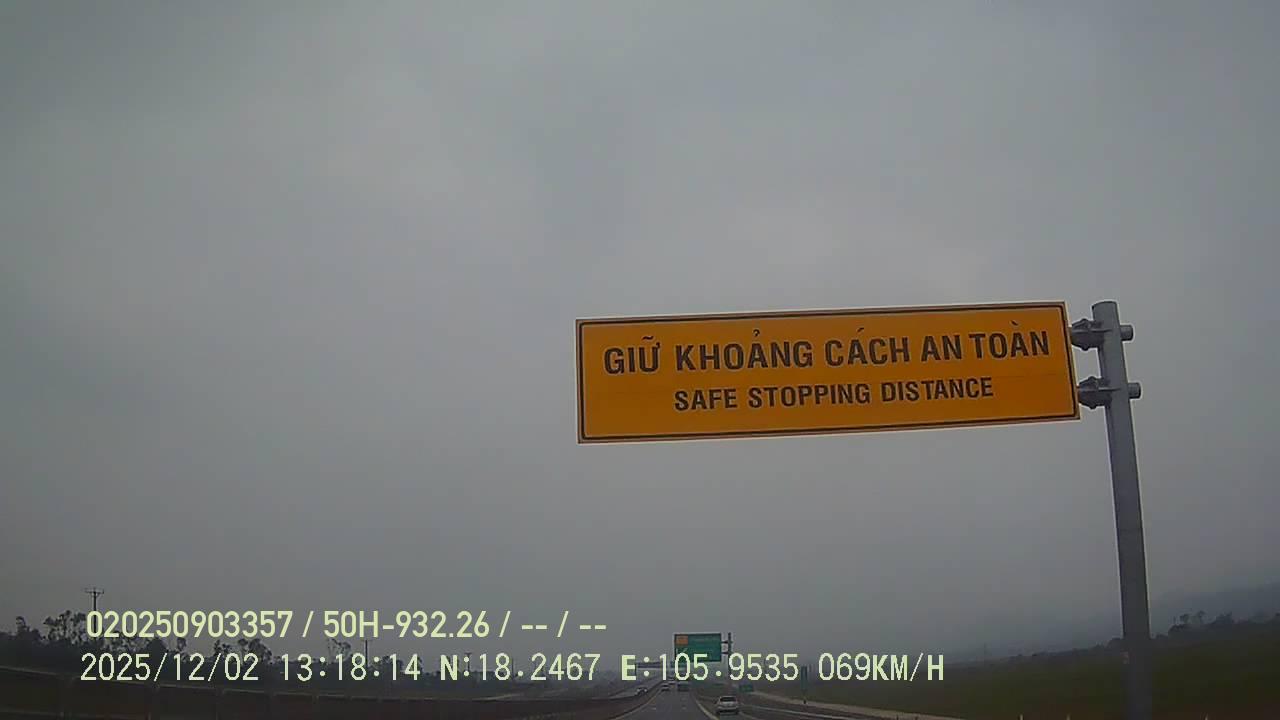 GIỮ KHOẢNG CÁCH AN TOÀN
SAFE STOPPING DISTANCE
020250903357 / 50H-932.26 / -- / --
2025/12/02 13:18:14 N:18.2467 E:105.9535 069KM/H